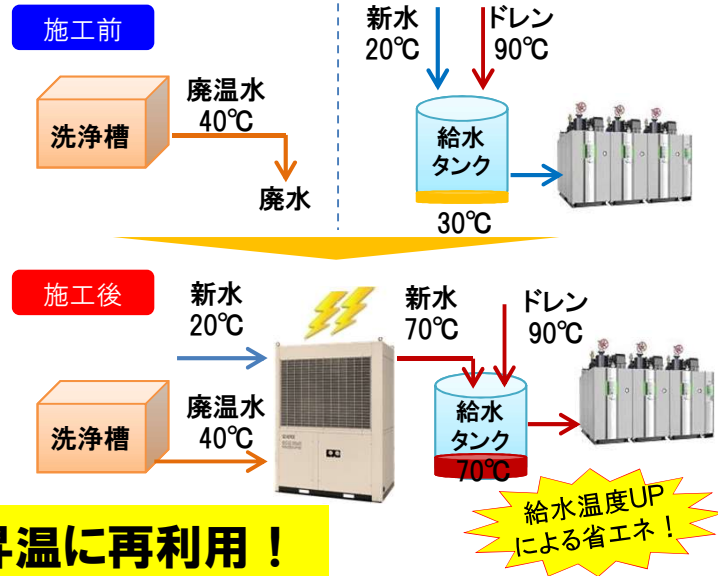 施工前
洗浄槽
廃温水
40℃
廃水
新水
20℃
ドレン
90℃
給水
タンク
30℃
施工後
新水
20℃
洗浄槽
廃温水
40℃
新水
70℃
ドレン
90℃
給水
タンク
70℃
給水温度UP
による省エネ！
昇温に再利用！